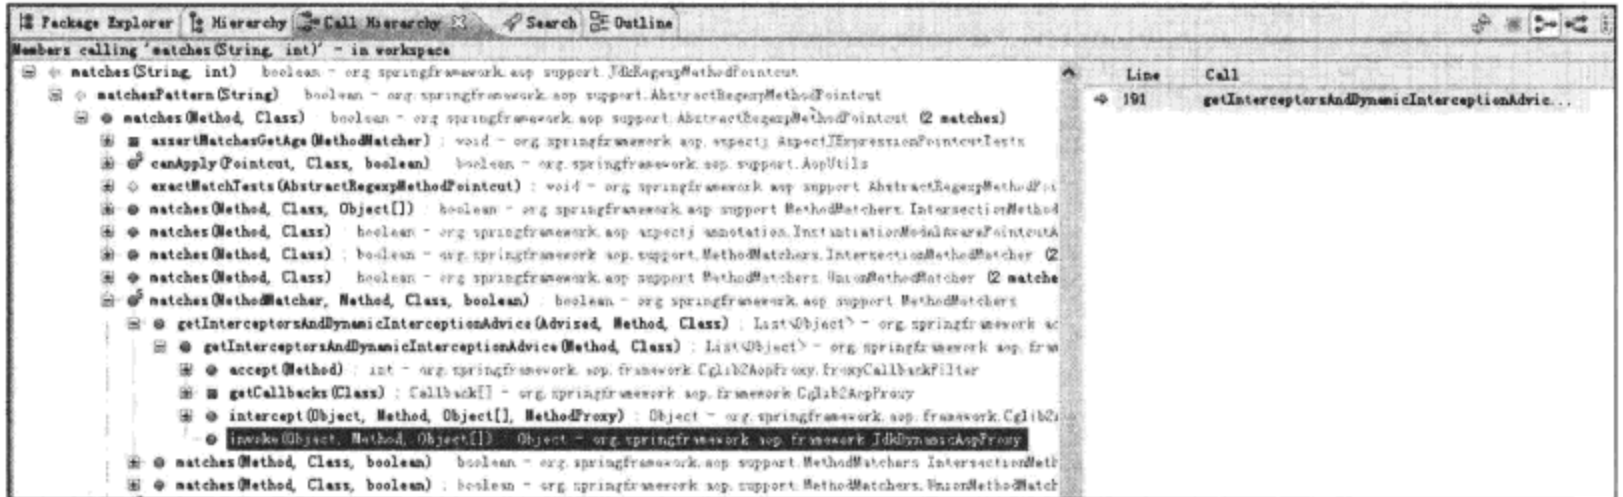 Package Explorer Hierarchy Call Hierarchy Search Outline
Members calling 'matches(String, int)' - in workspace
matches(String, int) boolean - org.springframework.aop.support.JdkRegexpMethodPointcut
matchesPattern(String) boolean - org.springframework.aop.support.AbstractRegexpMethodPointcut
matches(Method, Class) boolean - org.springframework.aop.support.AbstractRegexpMethodPointcut (2 matches)
assertMatchesGetAge(MethodMatcher) : void - org.springframework.aop.aspectj.AspectJExpressionPointcutTests
canApply(Pointcut, Class, boolean) boolean - org.springframework.aop.support.AopUtils
exactMatchTests(AbstractRegexpMethodPointcut) : void - org.springframework.aop.support.AbstractRegexpMethodPoi
matches(Method, Class, Object[]) : boolean - org.springframework.aop.support.MethodMatchers.IntersectionMethod
matches(Method, Class) : boolean - org.springframework.aop.aspectj.annotation.InstantiationModelAwarePointcutA
matches(Method, Class) : boolean - org.springframework.aop.support.MethodMatchers.IntersectionMethodMatcher (2
matches(Method, Class) : boolean - org.springframework.aop.support.MethodMatchers.UnionMethodMatcher (2 matche
matches(MethodMatcher, Method, Class, boolean) : boolean - org.springframework.aop.support.MethodMatchers
getInterceptorsAndDynamicInterceptionAdvice(Advised, Method, Class) : List<Object> - org.springframework.ao
getInterceptorsAndDynamicInterceptionAdvice(Method, Class) : List<Object> - org.springframework.aop.fram
accept(Method) : int - org.springframework.aop.framework.Cglib2AopProxy.ProxyCallbackFilter
getCallbacks(Class) : Callback[] - org.springframework.aop.framework.Cglib2AopProxy
intercept(Object, Method, Object[], MethodProxy) : Object - org.springframework.aop.framework.Cglib2
invoke(Object, Method, Object[]) : Object - org.springframework.aop.framework.JdkDynamicAopProxy
matches(Method, Class, boolean) boolean - org.springframework.aop.support.MethodMatchers.IntersectionMeth
matches(Method, Class, boolean) : boolean - org.springframework.aop.support.MethodMatchers.UnionMethodMatch
Line Call
191 getInterceptorsAndDynamicInterceptionAdvic...